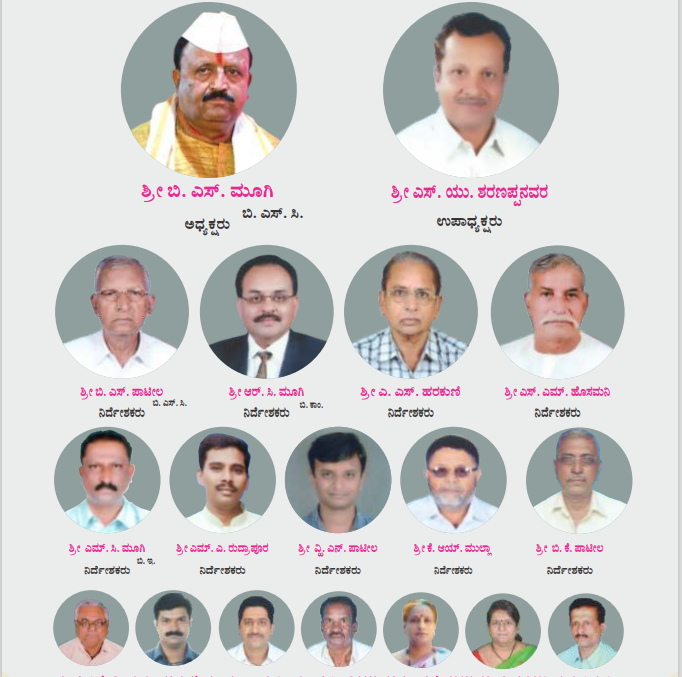 ಶ್ರೀ ಬಿ. ಎಸ್. ಮೂಗಿ
ಅಧ್ಯಕ್ಷರು ಬಿ. ಎಸ್. ಸಿ.
ಶ್ರೀ ಎಸ್. ಯು. ಶರಣಪ್ಪನವರ
ಉಪಾಧ್ಯಕ್ಷರು
ಶ್ರೀ ಬಿ. ಎಸ್. ಪಾಟೀಲ
ಬಿ. ಎಸ್. ಸಿ.
ನಿರ್ದೇಶಕರು
ಶ್ರೀ ಆರ್. ಸಿ. ಮೂಗಿ
ಬಿ. ಕಾಂ.
ನಿರ್ದೇಶಕರು
ಶ್ರೀ ಎ. ಎಸ್. ಹರಕುಣಿ
ನಿರ್ದೇಶಕರು
ಶ್ರೀ ಎಸ್. ಎಮ್. ಹೊಸಮನಿ
ನಿರ್ದೇಶಕರು
ಶ್ರೀ ಎಮ್. ಸಿ. ಮೂಗಿ
ಬಿ. ಇ.
ನಿರ್ದೇಶಕರು
ಶ್ರೀ ಎಮ್. ಎ. ರುದ್ರಾಪೂರ
ನಿರ್ದೇಶಕರು
ಶ್ರೀ ವ್ಹಿ. ಎನ್. ಪಾಟೀಲ
ನಿರ್ದೇಶಕರು
ಶ್ರೀ ಕೆ. ಆಯ್. ಮುಲ್ಲಾ
ನಿರ್ದೇಶಕರು
ಶ್ರೀ ಬಿ. ಕೆ. ಪಾಟೀಲ
ನಿರ್ದೇಶಕರು